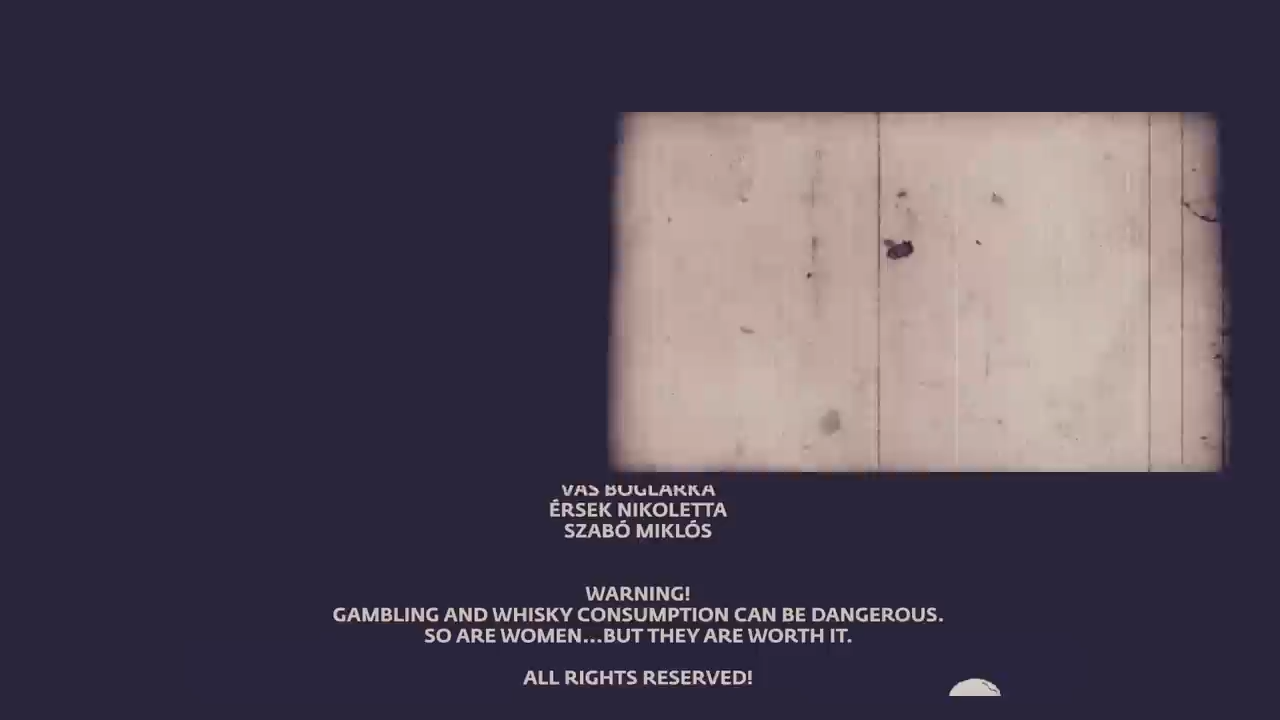 VAS BOGLÁRKA
ÉRSEK NIKOLETTA
SZABÓ MIKLÓS
WARNING!
GAMBLING AND WHISKY CONSUMPTION CAN BE DANGEROUS.
SO ARE WOMEN...BUT THEY ARE WORTH IT.
ALL RIGHTS RESERVED!